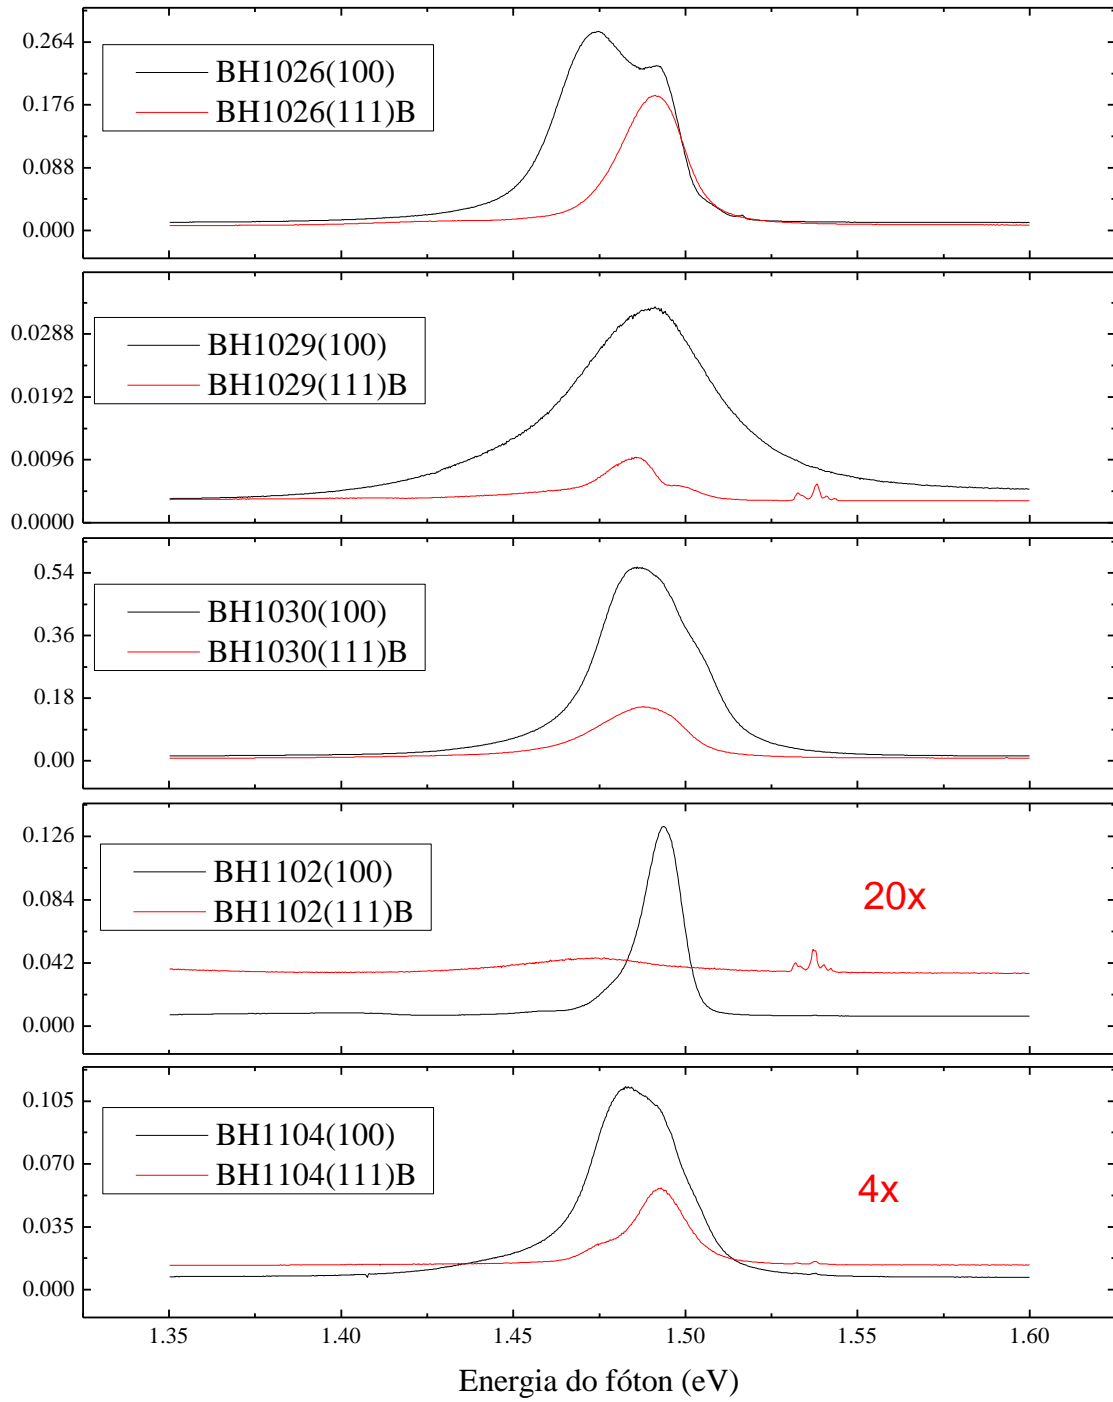 0.264
0.176
0.088
0.000
BH1026(100)
BH1026(111)B
0.0288
0.0192
0.0096
0.0000
BH1029(100)
BH1029(111)B
0.54
0.36
0.18
0.00
BH1030(100)
BH1030(111)B
0.126
0.084
0.042
0.000
BH1102(100)
BH1102(111)B
20x
0.105
0.070
0.035
0.000
BH1104(100)
BH1104(111)B
4x
1.35 1.40 1.45 1.50 1.55 1.60
Energia do fóton (eV)